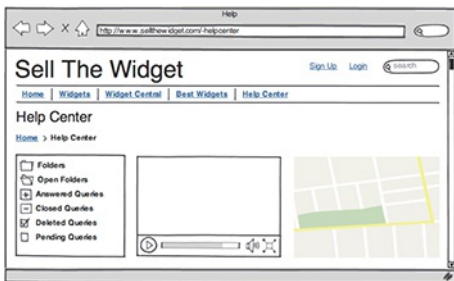 Help
http://www.sellthewidget.com/-helpcenter
Sell The Widget
Sign Up Login search
Home Widgets Widget Central Best Widgets Help Center
Help Center
Home > Help Center
Folders
Open Folders
Answered Queries
Closed Queries
Deleted Queries
Pending Queries